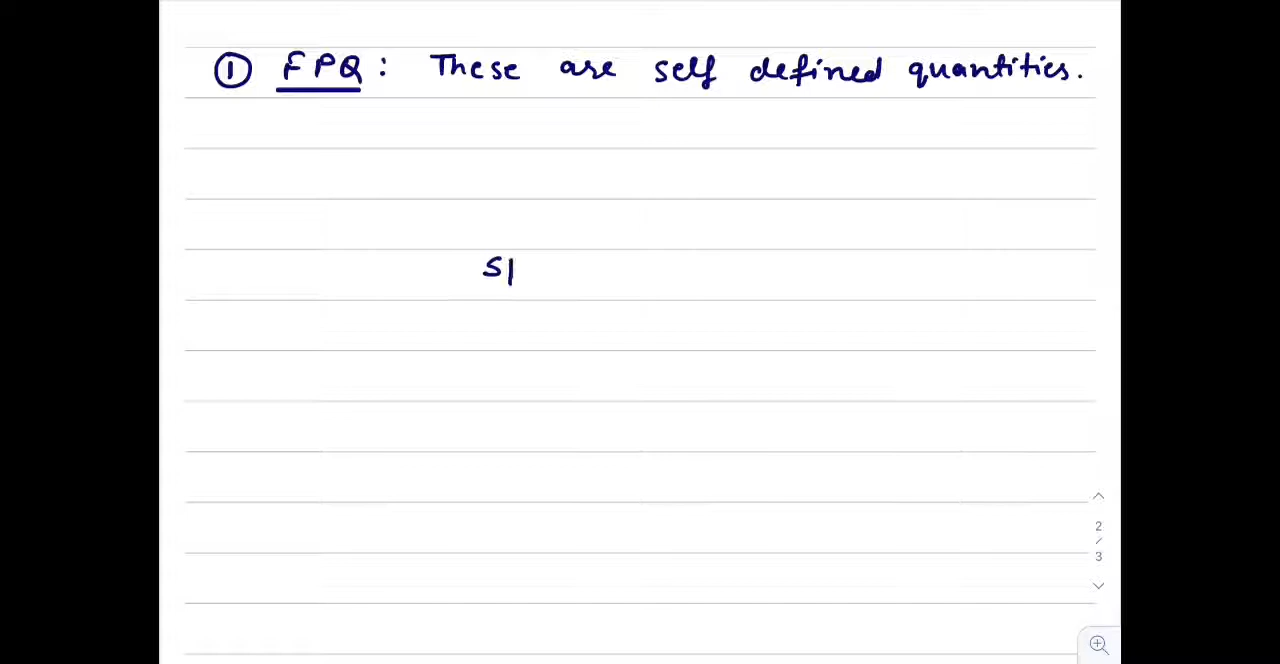 ① FPQ : These are self defined quantities.
SI
2
/
3